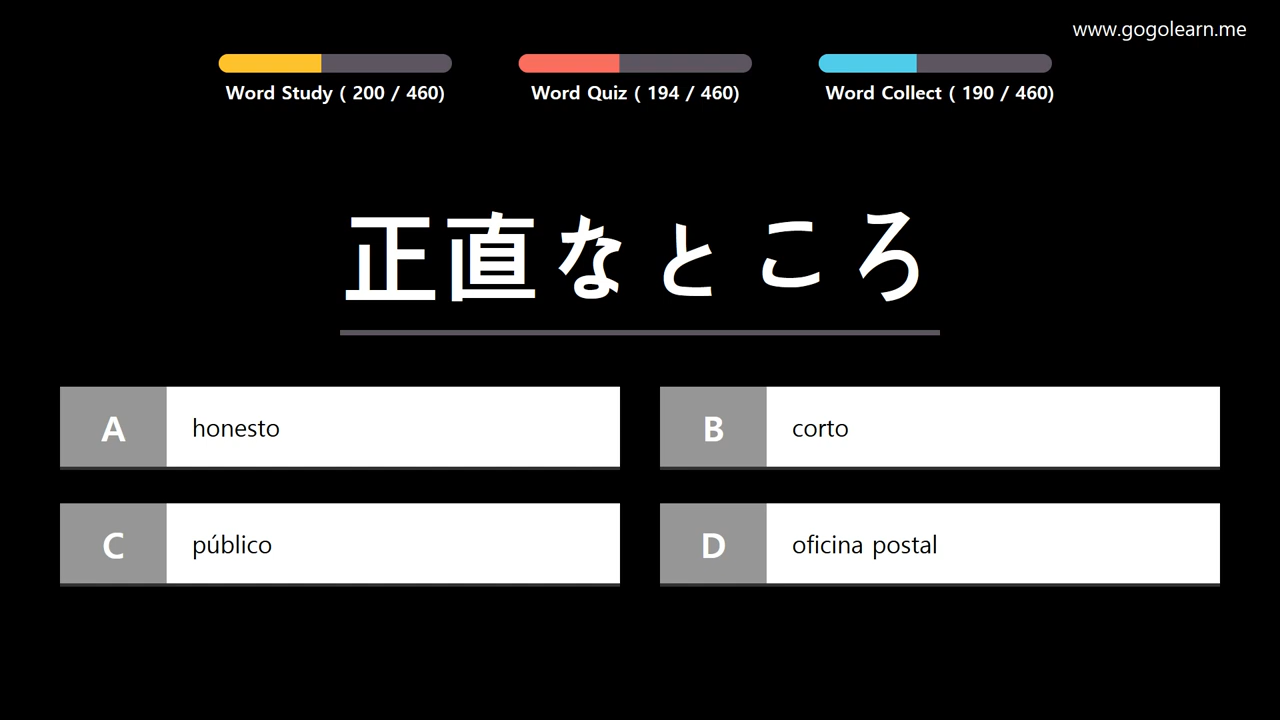 www.gogolearn.me
Word Study ( 200 / 460)
Word Quiz ( 194 / 460)
Word Collect ( 190 / 460)
正直なところ
A honesto
B corto
C público
D oficina postal